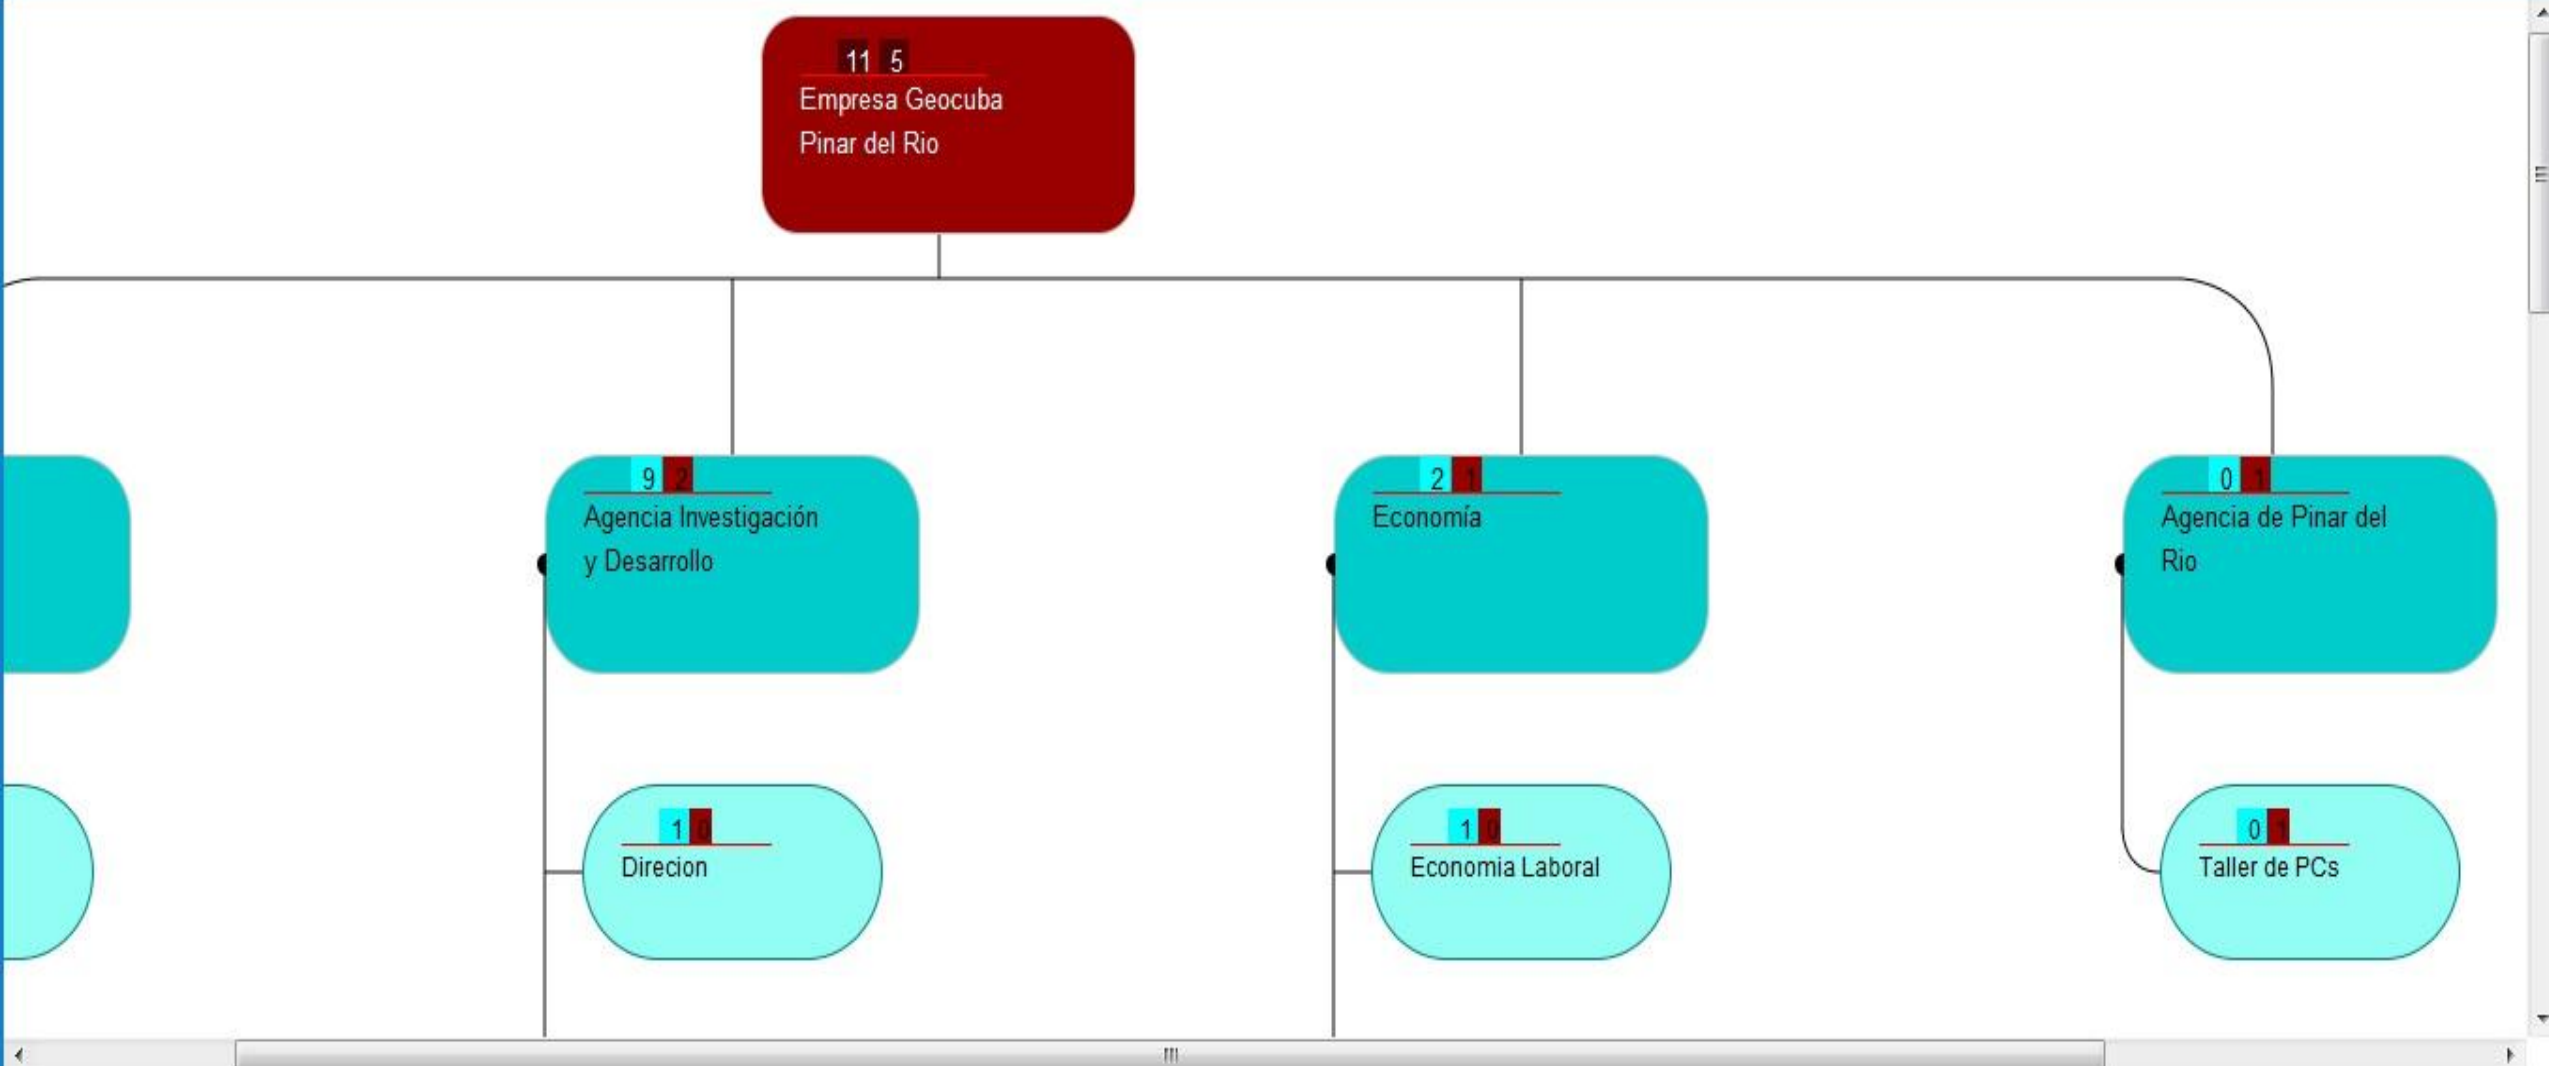 11 5
Empresa Geocuba
Pinar del Rio
9 2
Agencia Investigación
y Desarrollo
2 1
Economía
0 1
Agencia de Pinar del
Rio
1 0
Direcion
1 0
Economia Laboral
0 1
Taller de PCs